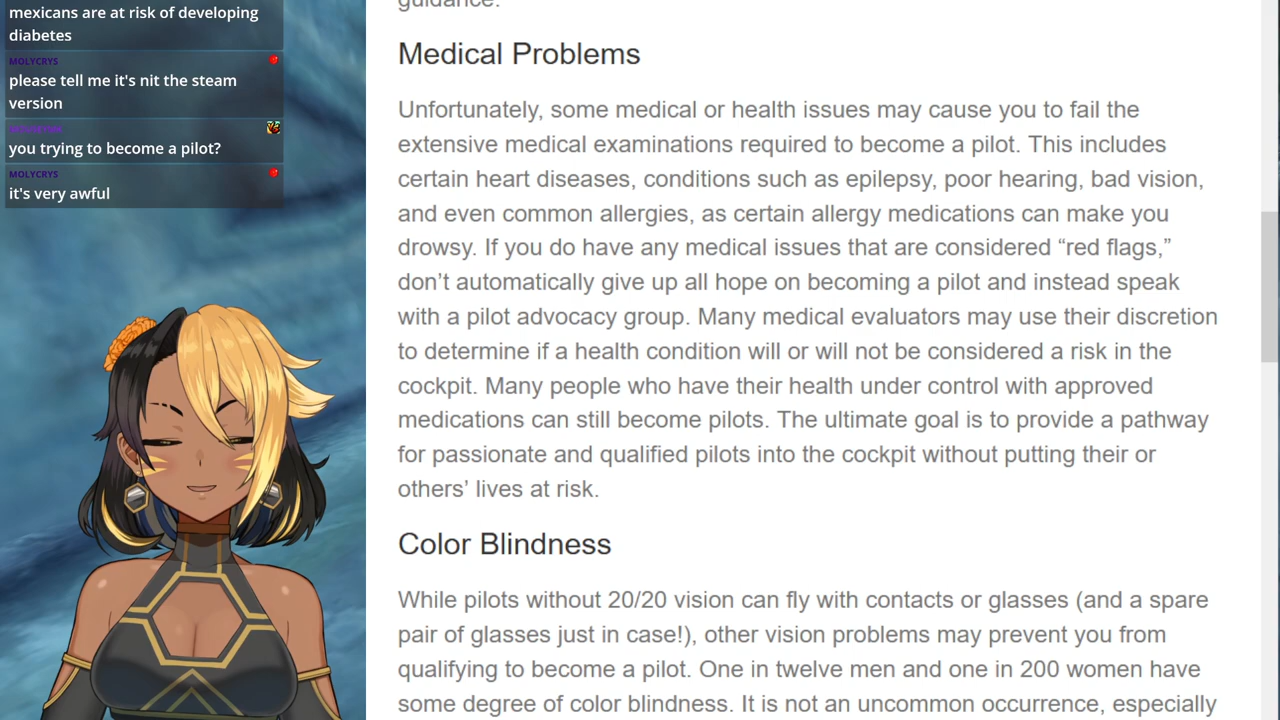 mexicans are at risk of developing
diabetes
MOLYCRYS
please tell me it's nit the steam
version
you trying to become a pilot?
MOLYCRYS
it's very awful
guidance.
Medical Problems
Unfortunately, some medical or health issues may cause you to fail the
extensive medical examinations required to become a pilot. This includes
certain heart diseases, conditions such as epilepsy, poor hearing, bad vision,
and even common allergies, as certain allergy medications can make you
drowsy. If you do have any medical issues that are considered “red flags,”
don’t automatically give up all hope on becoming a pilot and instead speak
with a pilot advocacy group. Many medical evaluators may use their discretion
to determine if a health condition will or will not be considered a risk in the
cockpit. Many people who have their health under control with approved
medications can still become pilots. The ultimate goal is to provide a pathway
for passionate and qualified pilots into the cockpit without putting their or
others’ lives at risk.
Color Blindness
While pilots without 20/20 vision can fly with contacts or glasses (and a spare
pair of glasses just in case!), other vision problems may prevent you from
qualifying to become a pilot. One in twelve men and one in 200 women have
some degree of color blindness. It is not an uncommon occurrence, especially